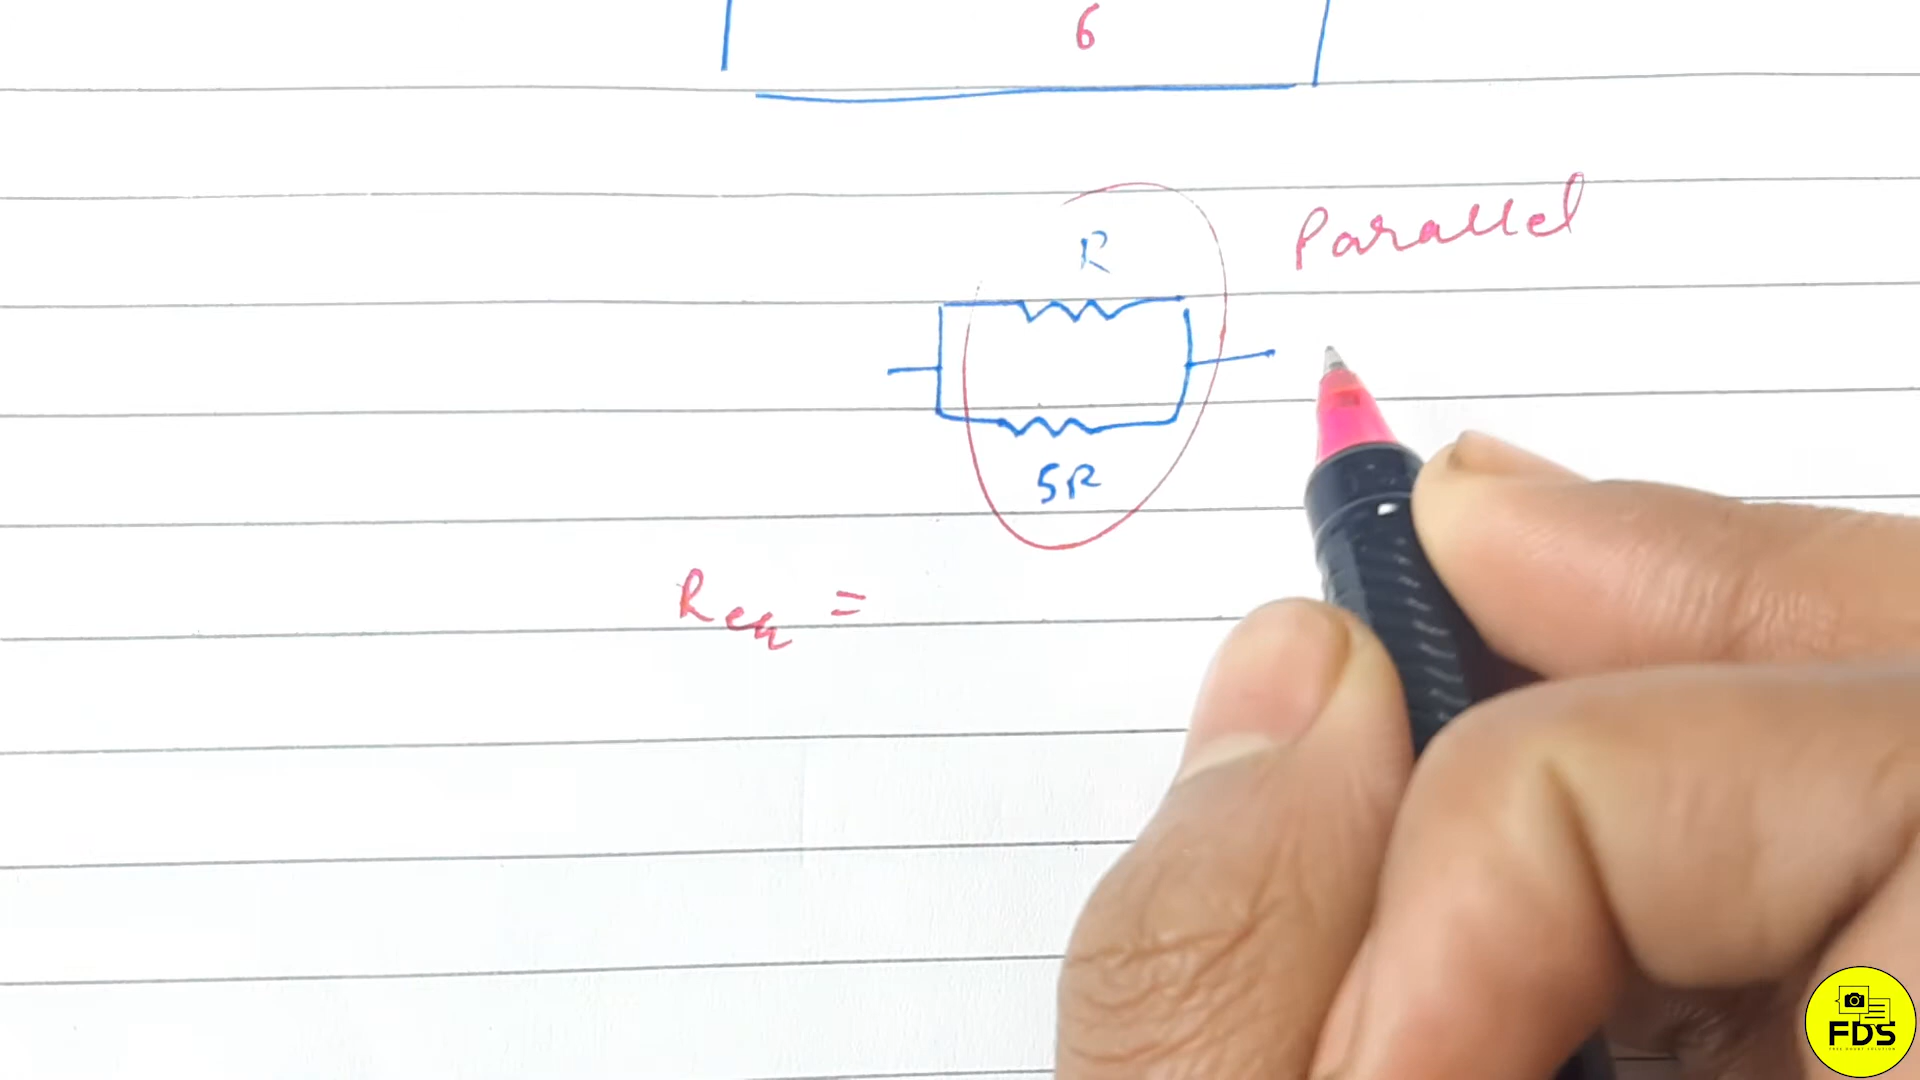 6
R
Parallel
5R
Req =
FDS